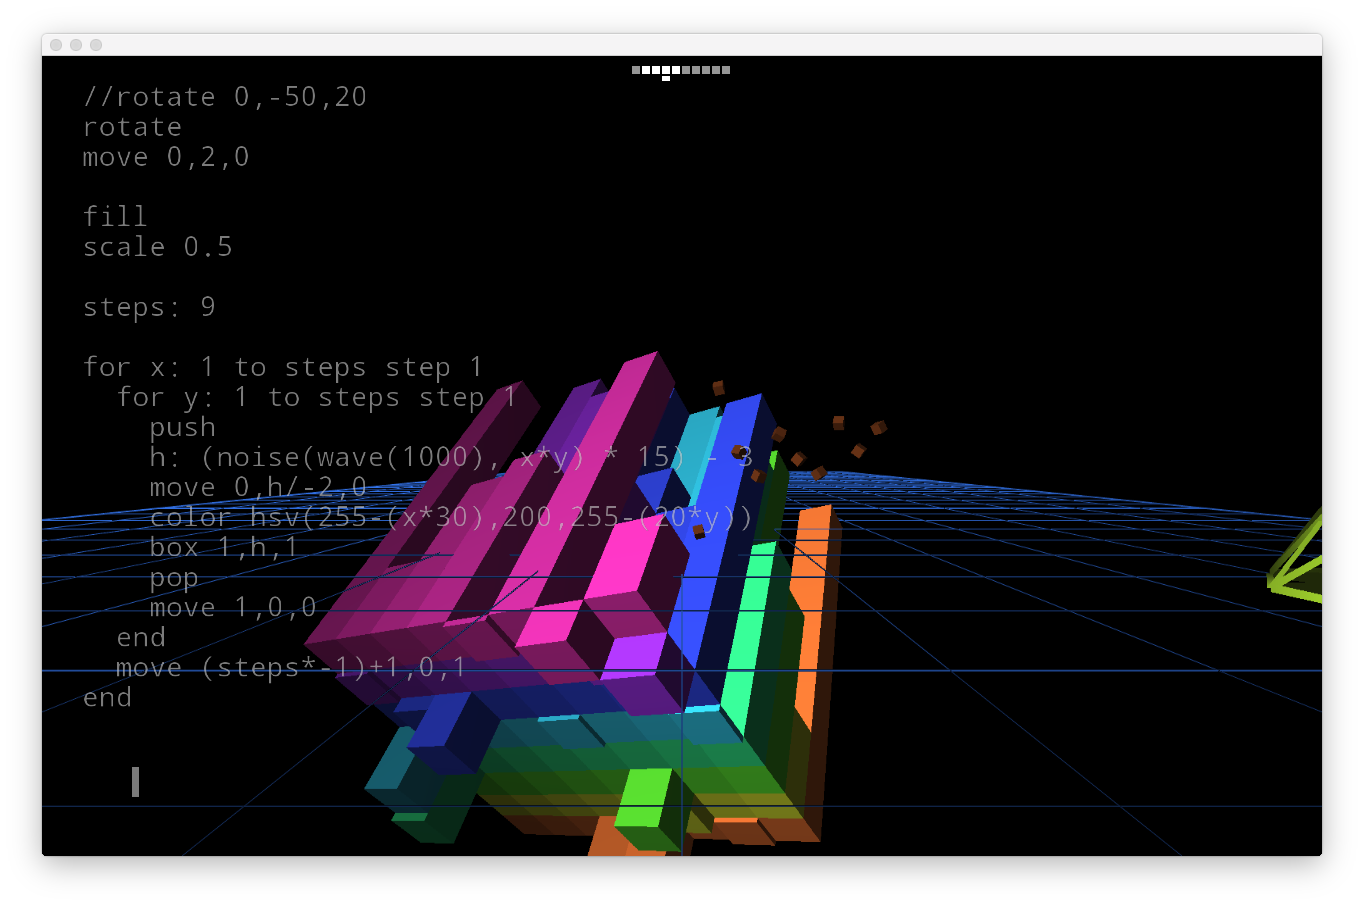 //rotate 0,-50,20
rotate
move 0,2,0
fill
scale 0.5
steps: 9
for x: 1 to steps step 1
for y: 1 to steps step 1
push
h: (noise(wave(1000), x*y) * 15) - 3
move 0,h/-2,0
color hsv(255-(x*30),200,255-(20*y))
box 1,h,1
pop
move 1,0,0
end
move (steps*-1)+1,0,1
end